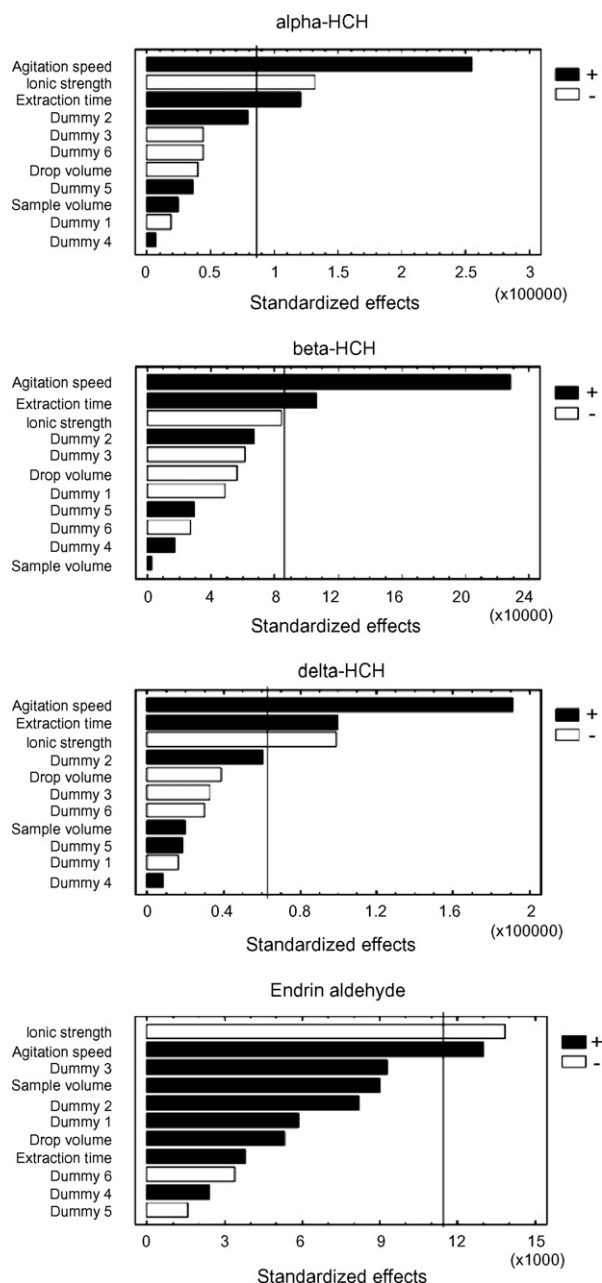 alpha-HCH
Agitation speed
Ionic strength
Extraction time
Dummy 2
Dummy 3
Dummy 6
Drop volume
Dummy 5
Sample volume
Dummy 1
Dummy 4
+
-
0 0.5 1 1.5 2 2.5 3
(x100000)
Standardized effects
beta-HCH
Agitation speed
Extraction time
Ionic strength
Dummy 2
Dummy 3
Drop volume
Dummy 1
Dummy 5
Dummy 6
Dummy 4
Sample volume
+
-
0 4 8 12 16 20 24
(x10000)
Standardized effects
delta-HCH
Agitation speed
Extraction time
Ionic strength
Dummy 2
Drop volume
Dummy 3
Dummy 6
Sample volume
Dummy 5
Dummy 1
Dummy 4
+
-
0 0.4 0.8 1.2 1.6 2
(x100000)
Standardized effects
Endrin aldehyde
Ionic strength
Agitation speed
Dummy 3
Sample volume
Dummy 2
Dummy 1
Drop volume
Extraction time
Dummy 6
Dummy 4
Dummy 5
+
-
0 3 6 9 12 15
(x1000)
Standardized effects